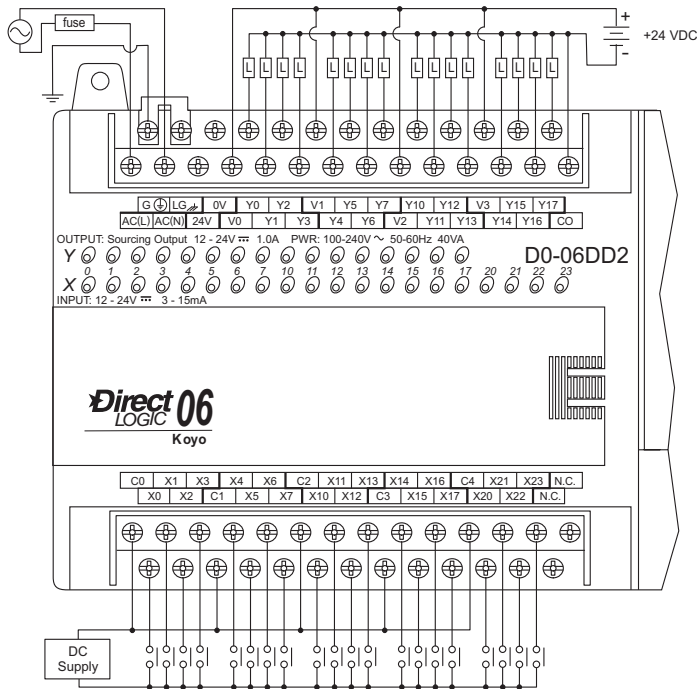 fuse
+
+24 VDC
-
L L L L L L L L L L L L L L L L
G LG 0V Y0 Y2 V1 Y5 Y7 Y10 Y12 V3 Y15 Y17
AC(L) AC(N) 24V V0 Y1 Y3 Y4 Y6 V2 Y11 Y13 Y14 Y16 CO
OUTPUT: Sourcing Output 12 - 24V ⎓ 1.0A PWR: 100-240V ~ 50-60Hz 40VA
Y
D0-06DD2
0 1 2 3 4 5 6 7 10 11 12 13 14 15 16 17 20 21 22 23
X
INPUT: 12 - 24V ⎓ 3 - 15mA
Direct 06
LOGIC
Koyo
C0 X1 X3 X4 X6 C2 X11 X13 X14 X16 C4 X21 X23 N.C.
X0 X2 C1 X5 X7 X10 X12 C3 X15 X17 X20 X22 N.C.
DC
Supply